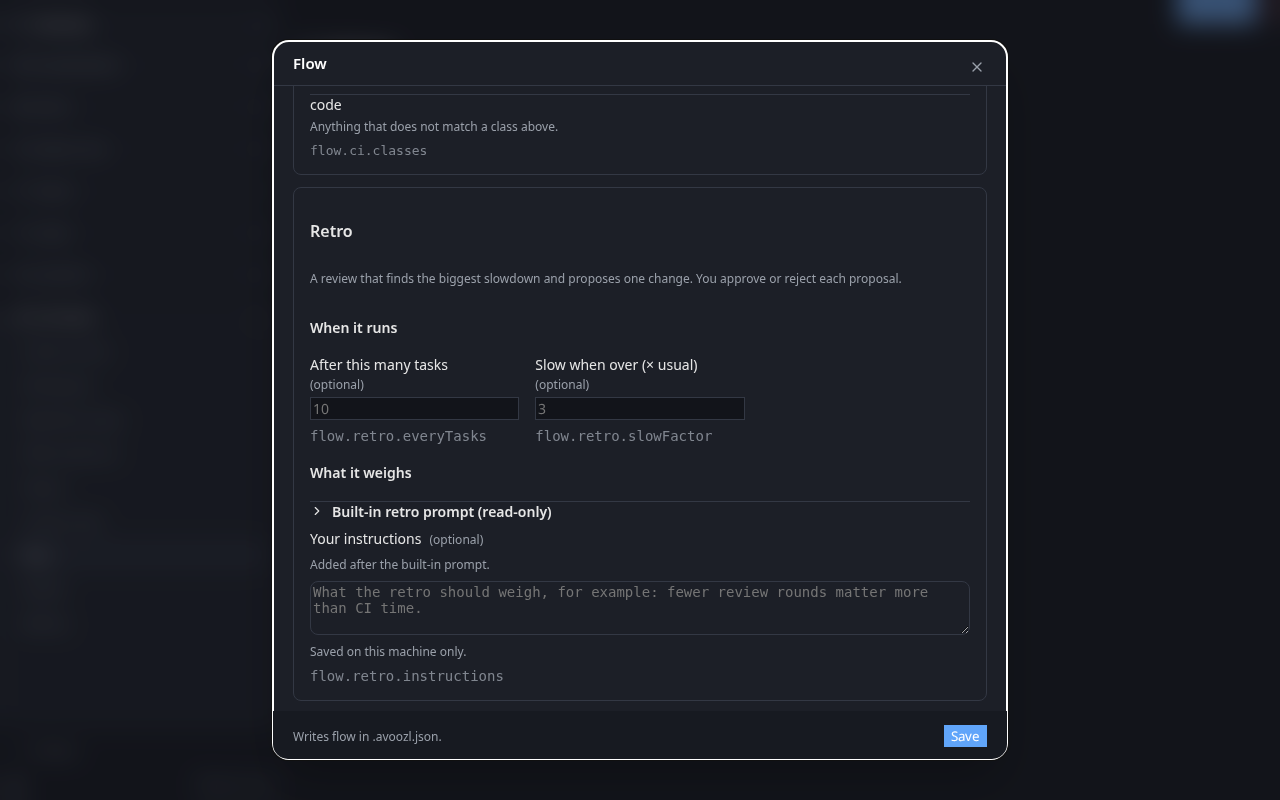 Flow
×
code
Anything that does not match a class above.
flow.ci.classes
Retro
A review that finds the biggest slowdown and proposes one change. You approve or reject each proposal.
When it runs
After this many tasks
(optional)
10
flow.retro.everyTasks
Slow when over (× usual)
(optional)
3
flow.retro.slowFactor
What it weighs
Built-in retro prompt (read-only)
Your instructions (optional)
Added after the built-in prompt.
What the retro should weigh, for example: fewer review rounds matter more
than CI time.
Saved on this machine only.
flow.retro.instructions
Writes flow in .avoozl.json.
Save